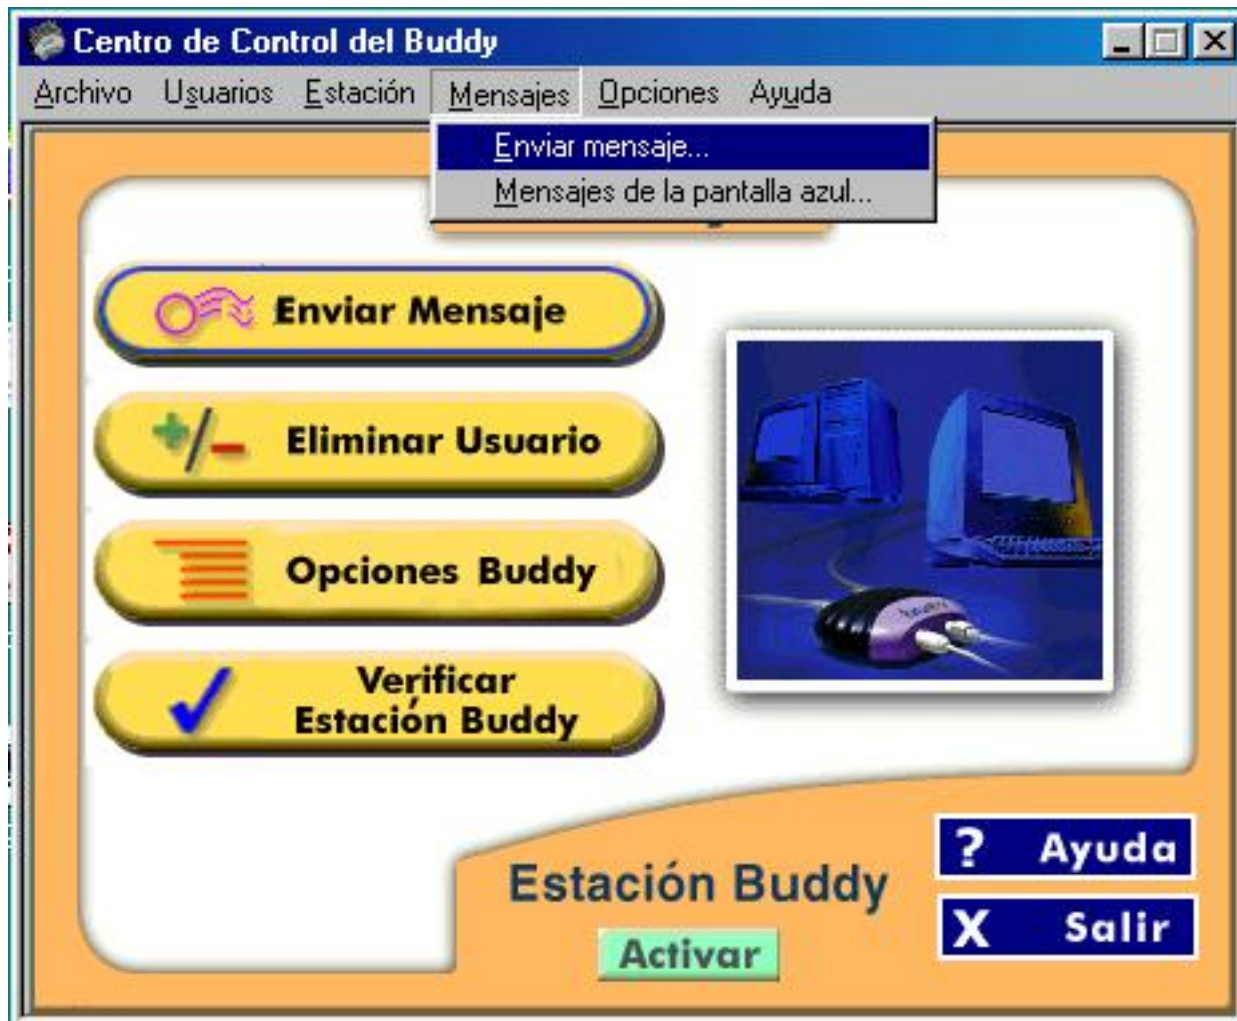 Centro de Control del Buddy
Archivo Usuarios Estación Mensajes Opciones Ayuda
Enviar mensaje...
Mensajes de la pantalla azul...
Enviar Mensaje
Eliminar Usuario
Opciones Buddy
Verificar
Estación Buddy
? Ayuda
Estación Buddy
X Salir
Activar